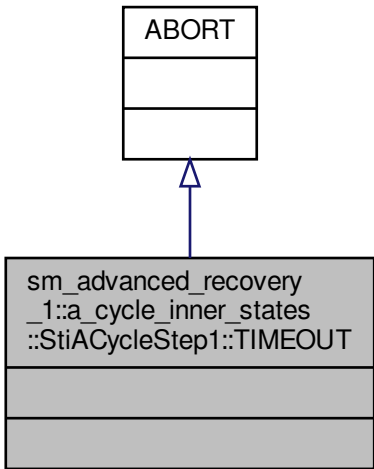 ABORT
sm_advanced_recovery
_1::a_cycle_inner_states
::StiACycleStep1::TIMEOUT